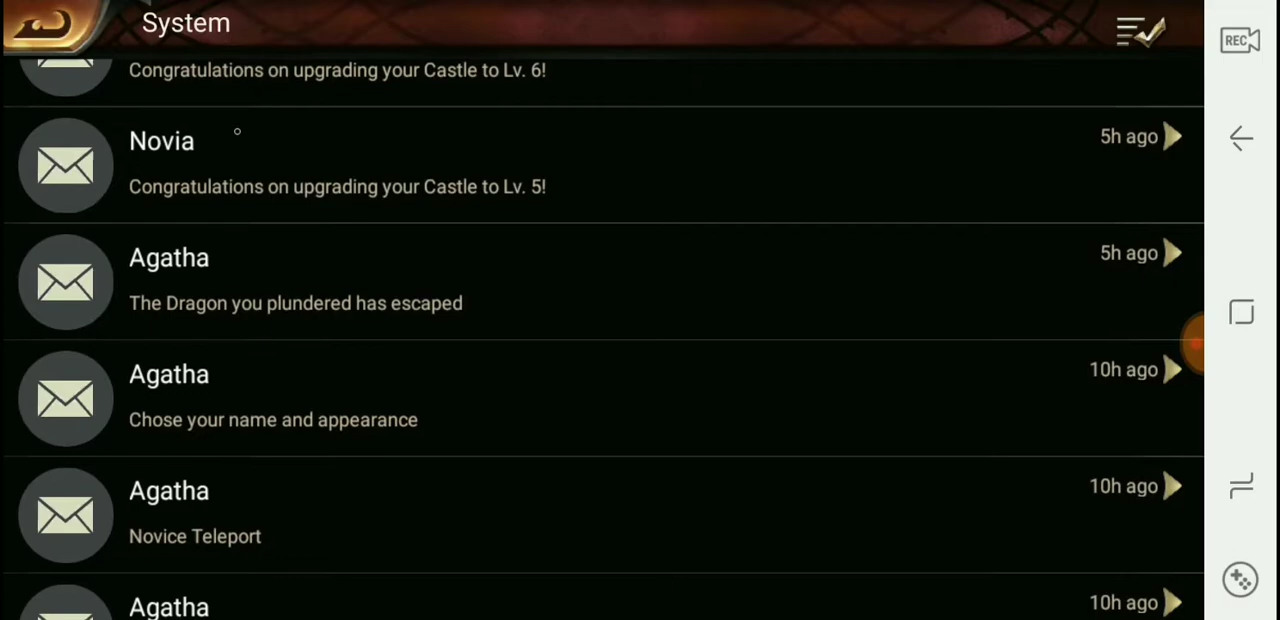 System
Congratulations on upgrading your Castle to Lv. 6!
Novia
5h ago
Congratulations on upgrading your Castle to Lv. 5!
Agatha
5h ago
The Dragon you plundered has escaped
Agatha
10h ago
Chose your name and appearance
Agatha
10h ago
Novice Teleport
Agatha
10h ago
REC